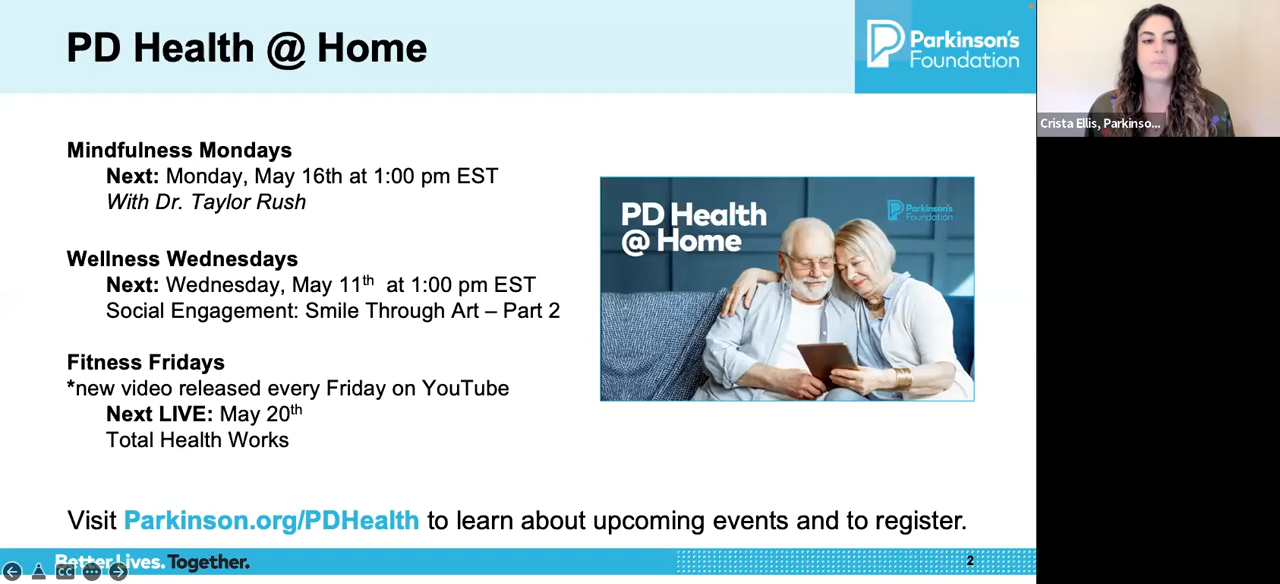 PD Health @ Home
Parkinson's
Foundation
Crista Ellis, Parkinso...
Mindfulness Mondays
Next: Monday, May 16th at 1:00 pm EST
With Dr. Taylor Rush
Wellness Wednesdays
Next: Wednesday, May 11th at 1:00 pm EST
Social Engagement: Smile Through Art – Part 2
Fitness Fridays
*new video released every Friday on YouTube
Next LIVE: May 20th
Total Health Works
PD Health
@ Home
Parkinson's
Foundation
Visit Parkinson.org/PDHealth to learn about upcoming events and to register.
Better Lives. Together.
2
CC